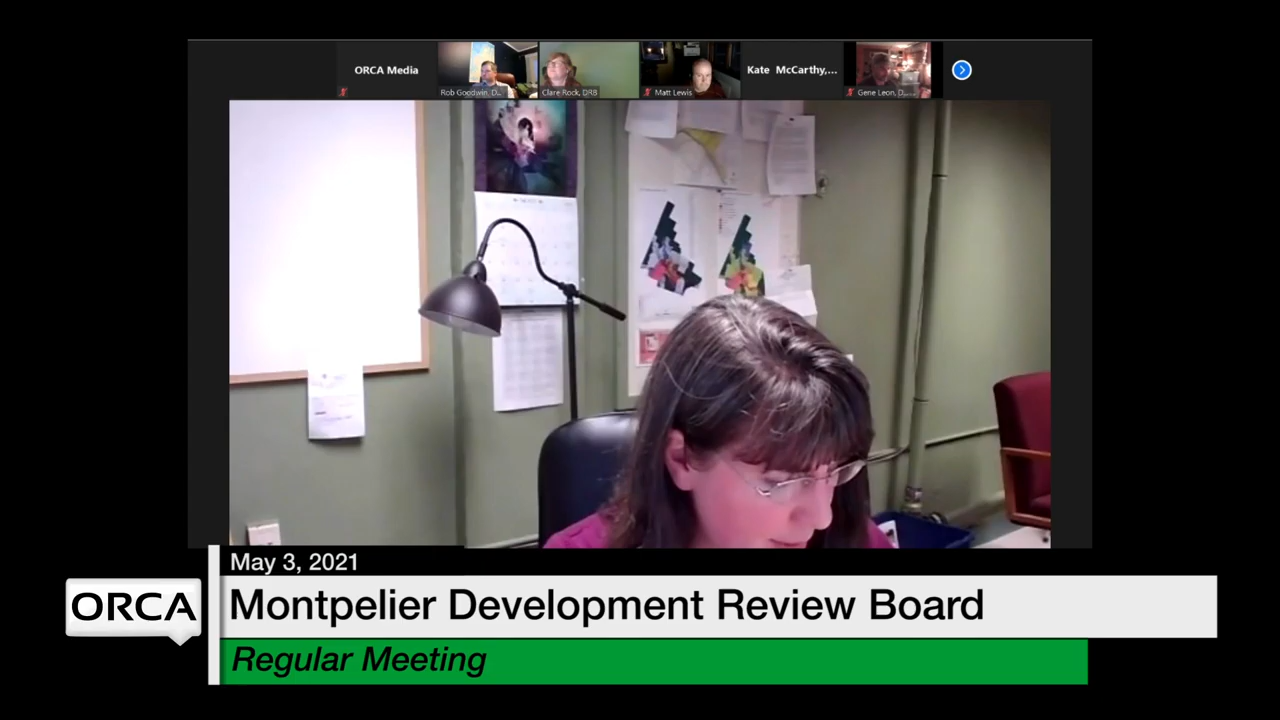 ORCA Media
Kate McCarthy,...
Rob Goodwin, D...
Clare Rock, DRB
Matt Lewis
Gene Leon, D...
May 3, 2021
ORCA
Montpelier Development Review Board
Regular Meeting